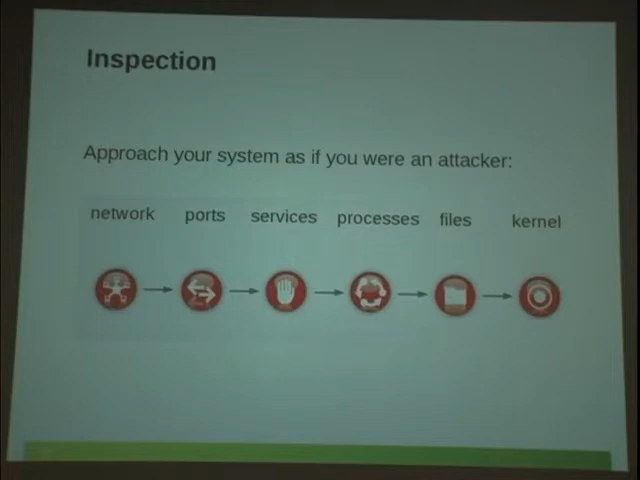 Inspection
Approach your system as if you were an attacker:
network ports services processes files kernel